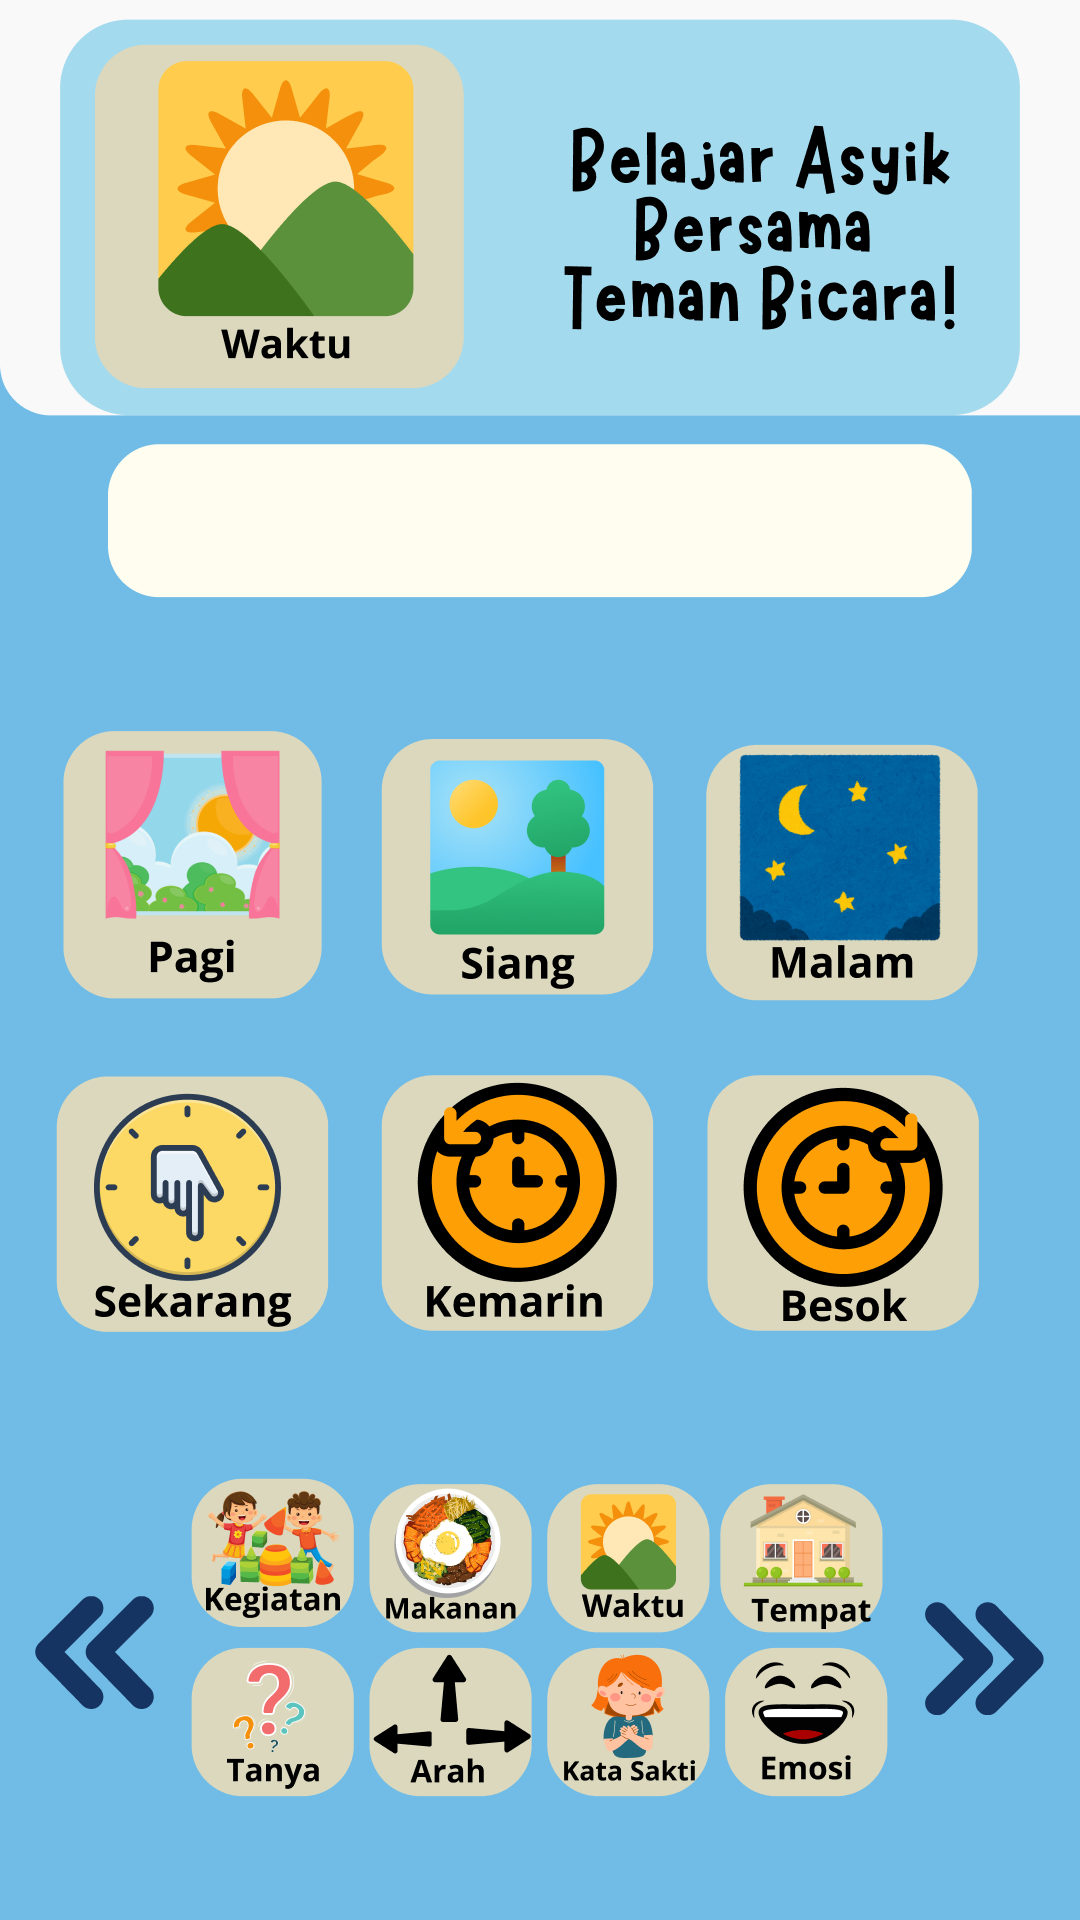 Waktu
Belajar Asyik
Bersama
Teman Bicara!
Pagi
Siang
Malam
Sekarang
Kemarin
Besok
Kegiatan
Makanan
Waktu
Tempat
Tanya
Arah
Kata Sakti
Emosi